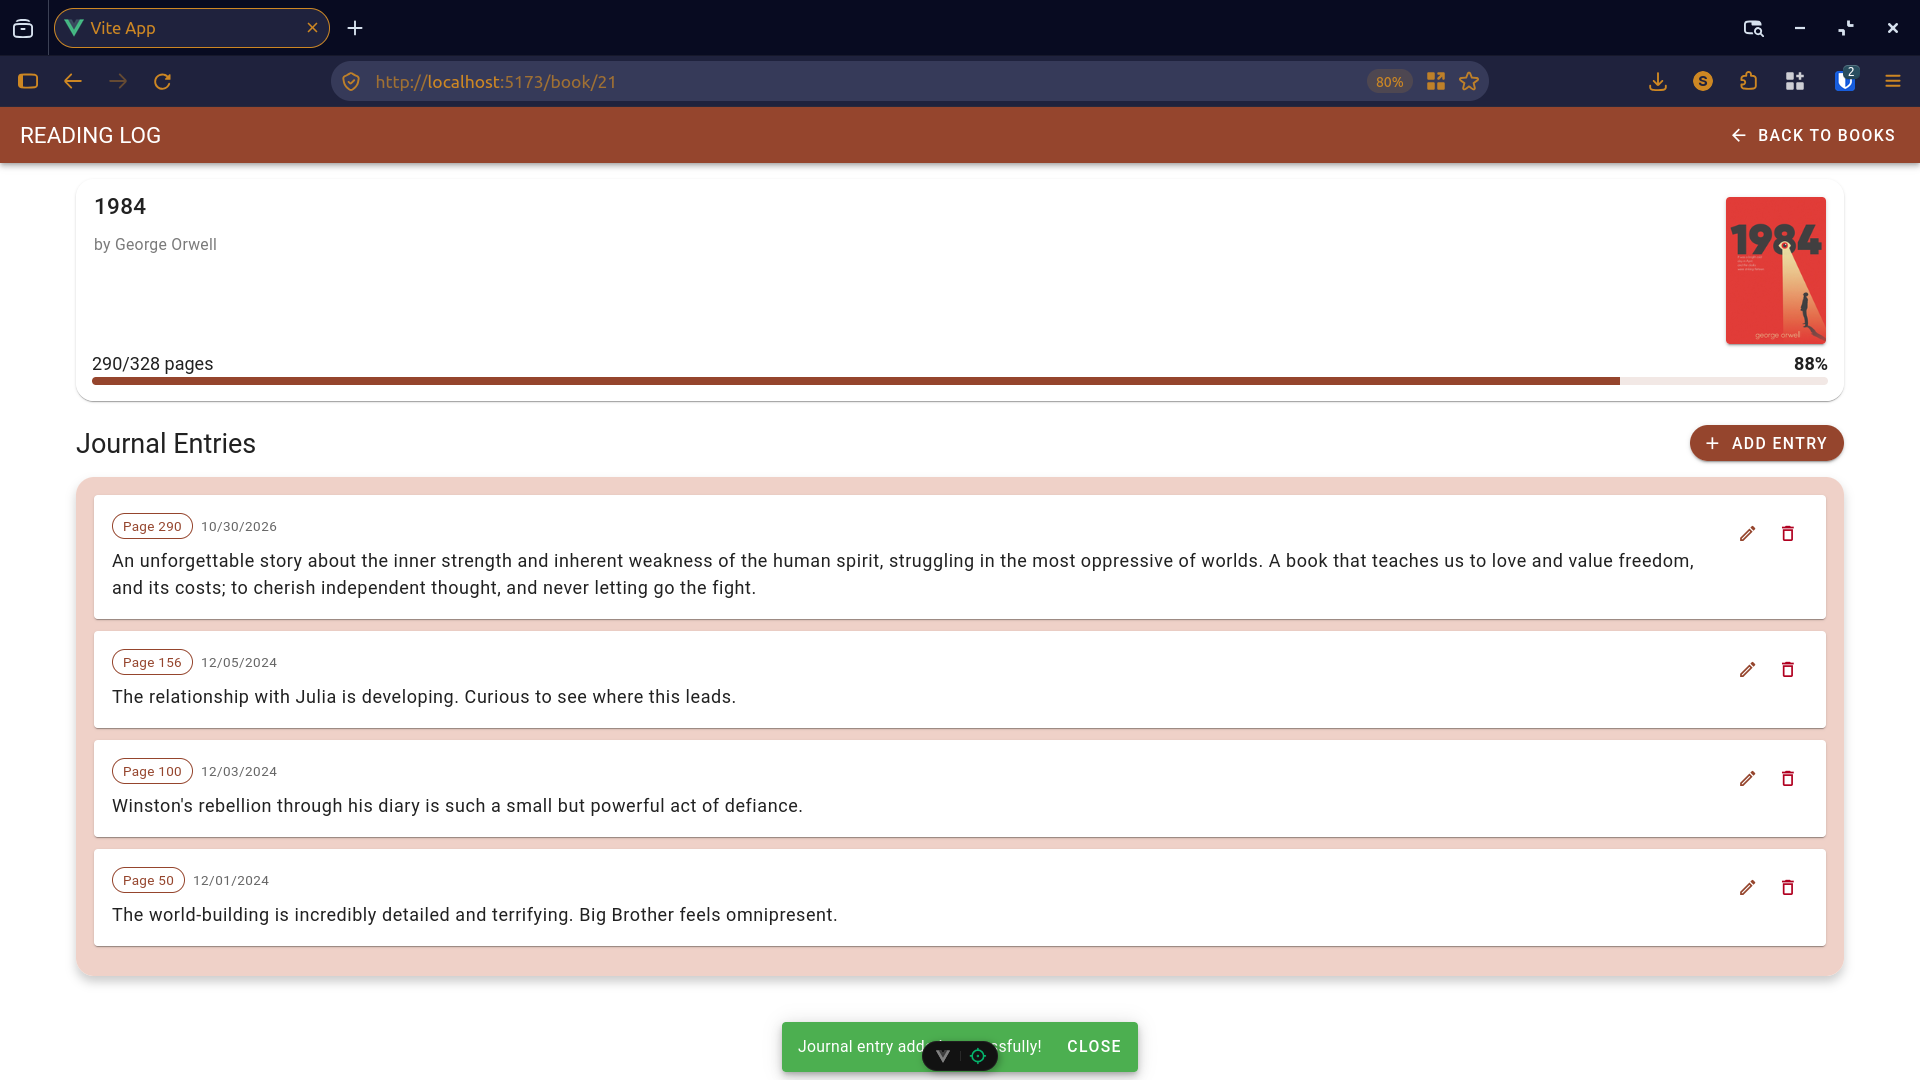 Vite App
http://localhost:5173/book/21
80%
S
2
READING LOG
BACK TO BOOKS
1984
by George Orwell
1984
george orwell
290/328 pages
88%
Journal Entries
ADD ENTRY
Page 290 10/30/2026
An unforgettable story about the inner strength and inherent weakness of the human spirit, struggling in the most oppressive of worlds. A book that teaches us to love and value freedom,
and its costs; to cherish independent thought, and never letting go the fight.
Page 156 12/05/2024
The relationship with Julia is developing. Curious to see where this leads.
Page 100 12/03/2024
Winston's rebellion through his diary is such a small but powerful act of defiance.
Page 50 12/01/2024
The world-building is incredibly detailed and terrifying. Big Brother feels omnipresent.
Journal entry add ssfully! CLOSE